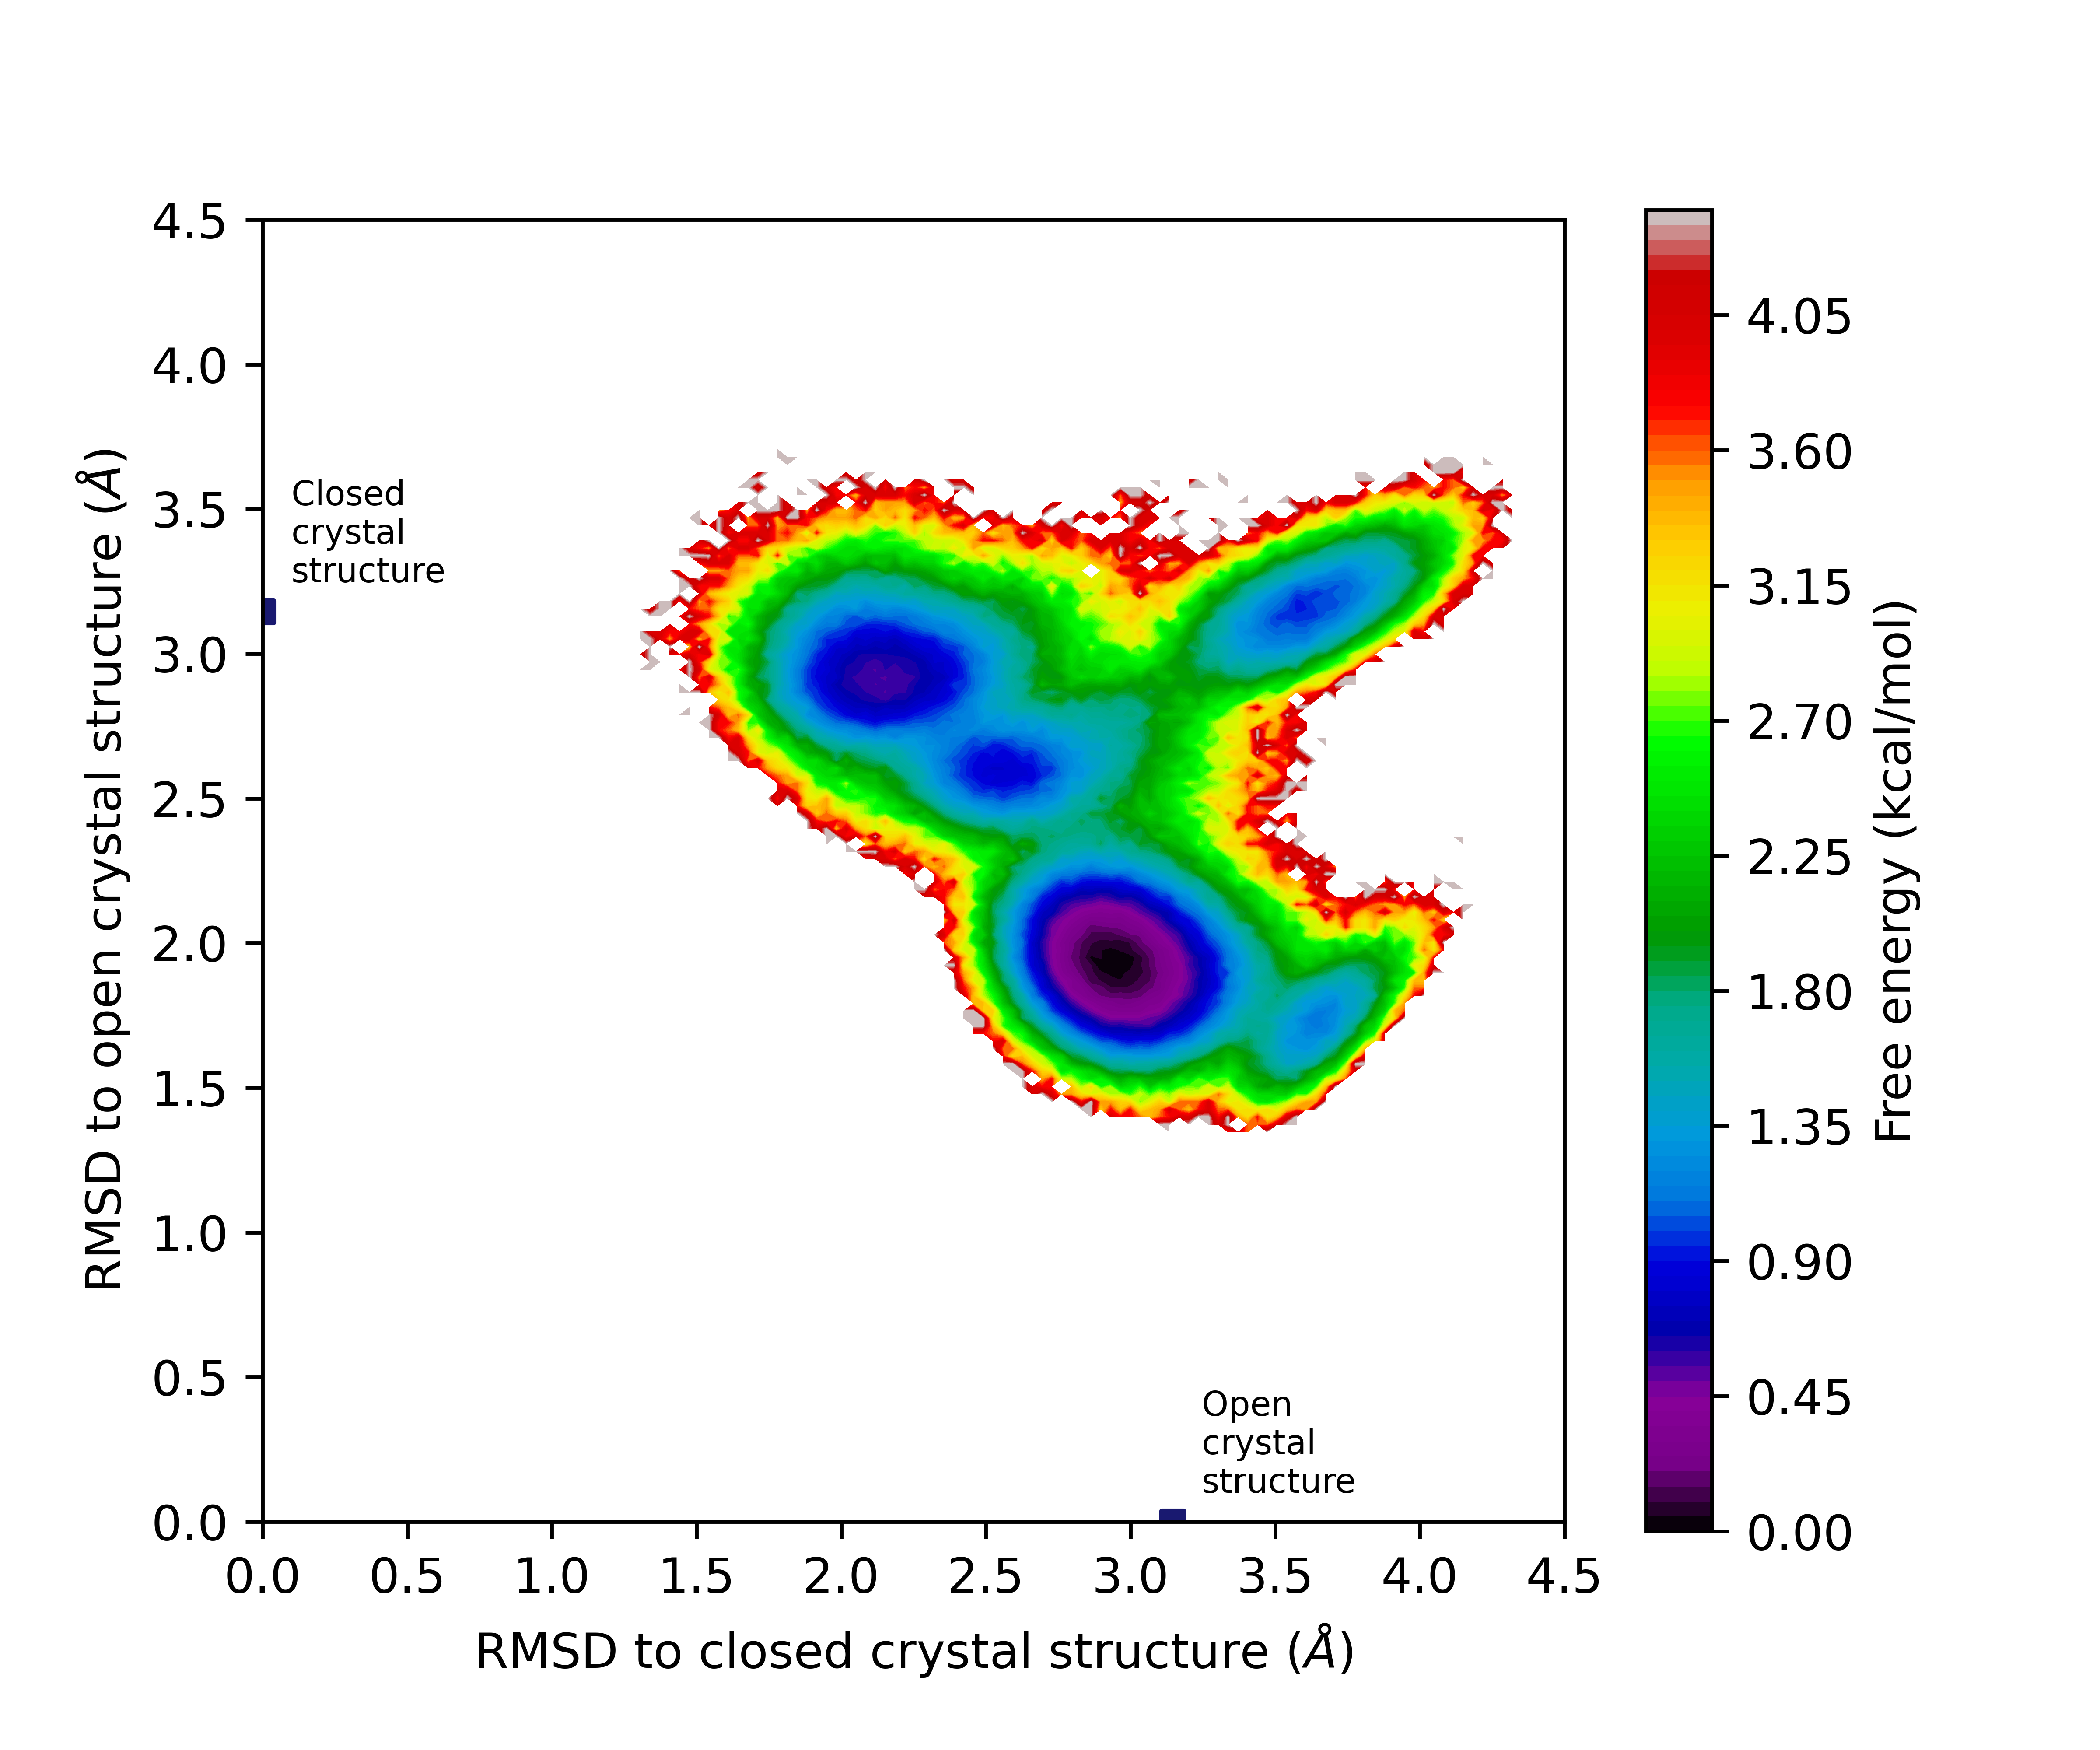 4.5
4.0
3.5
3.0
2.5
2.0
1.5
1.0
0.5
0.0
RMSD to open crystal structure (Å)
Closed
crystal
structure
Open
crystal
structure
0.0 0.5 1.0 1.5 2.0 2.5 3.0 3.5 4.0 4.5
RMSD to closed crystal structure (Å)
4.05
3.60
3.15
2.70
2.25
1.80
1.35
0.90
0.45
0.00
Free energy (kcal/mol)